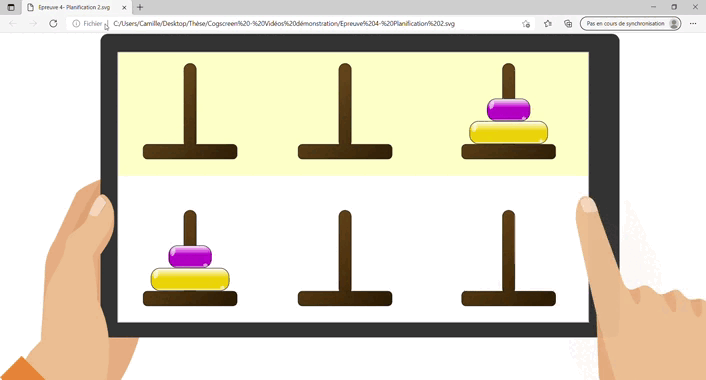 Epreuve 4- Planification 2.svg
Fichier
C:/Users/Camille/Desktop/Thèse/Cogscreen%20-%20Vidéos%20démonstration/Epreuve%204-%20Planification%202.svg
Pas en cours de synchronisation